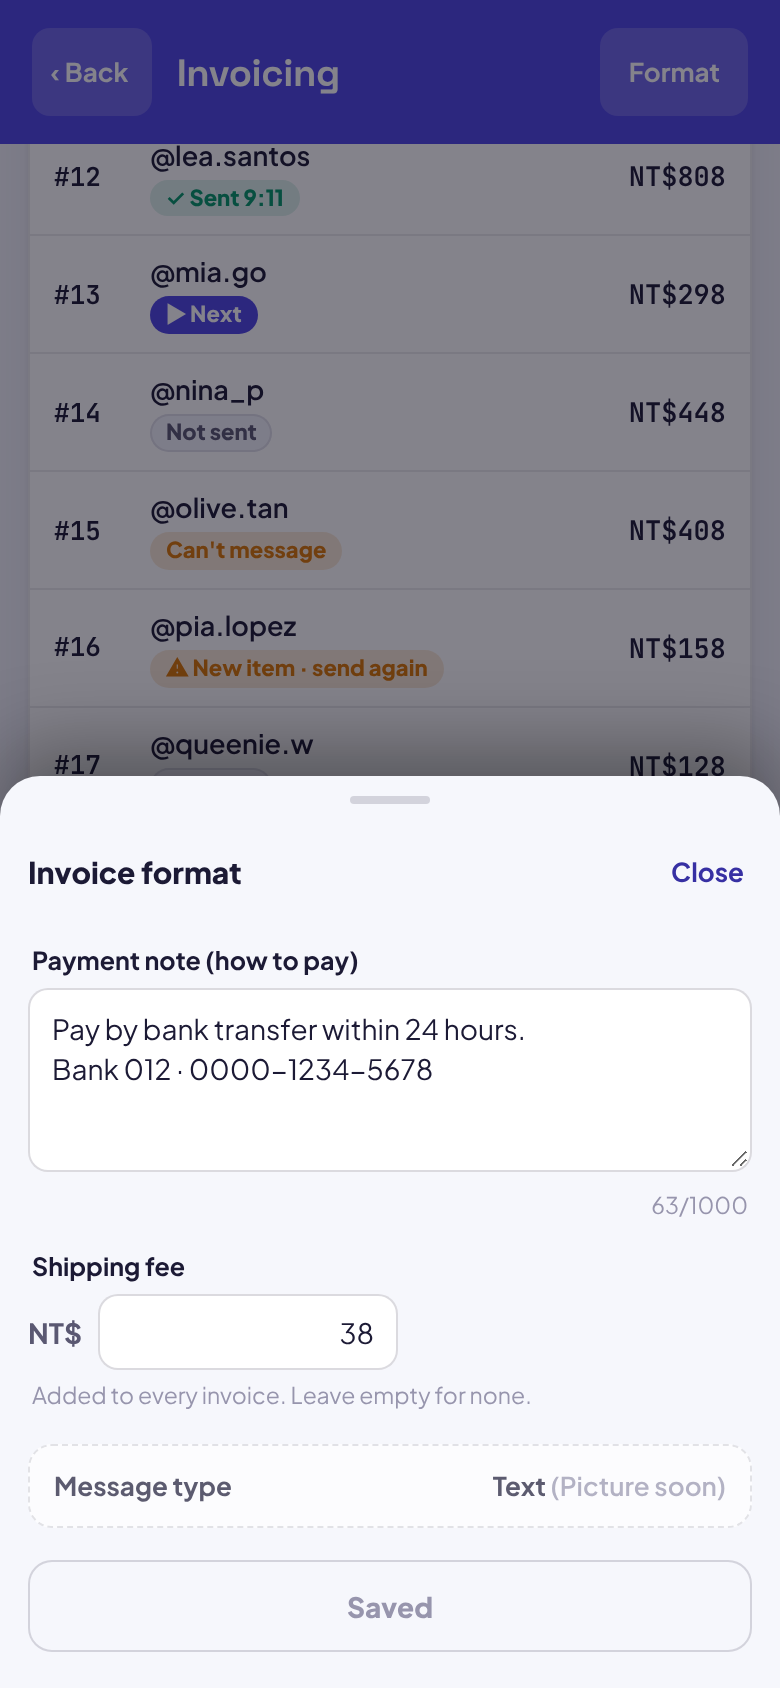 ‹ Back
Invoicing
Format
#12
@lea.santos
✓ Sent 9:11
NT$808
#13
@mia.go
▶ Next
NT$298
#14
@nina_p
Not sent
NT$448
#15
@olive.tan
Can't message
NT$408
#16
@pia.lopez
⚠ New item · send again
NT$158
#17
@queenie.w
NT$128
Invoice format
Close
Payment note (how to pay)
Pay by bank transfer within 24 hours.
Bank 012 · 0000-1234-5678
63/1000
Shipping fee
NT$ 38
Added to every invoice. Leave empty for none.
Message type
Text (Picture soon)
Saved